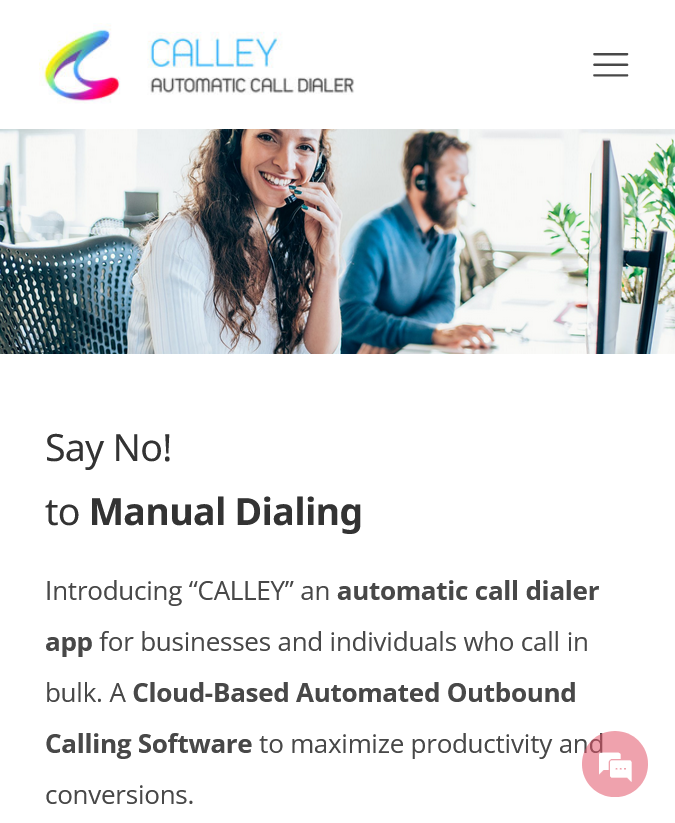 CALLEY
AUTOMATIC CALL DIALER
Say No!
to Manual Dialing
Introducing “CALLEY” an automatic call dialer
app for businesses and individuals who call in
bulk. A Cloud-Based Automated Outbound
Calling Software to maximize productivity and
conversions.